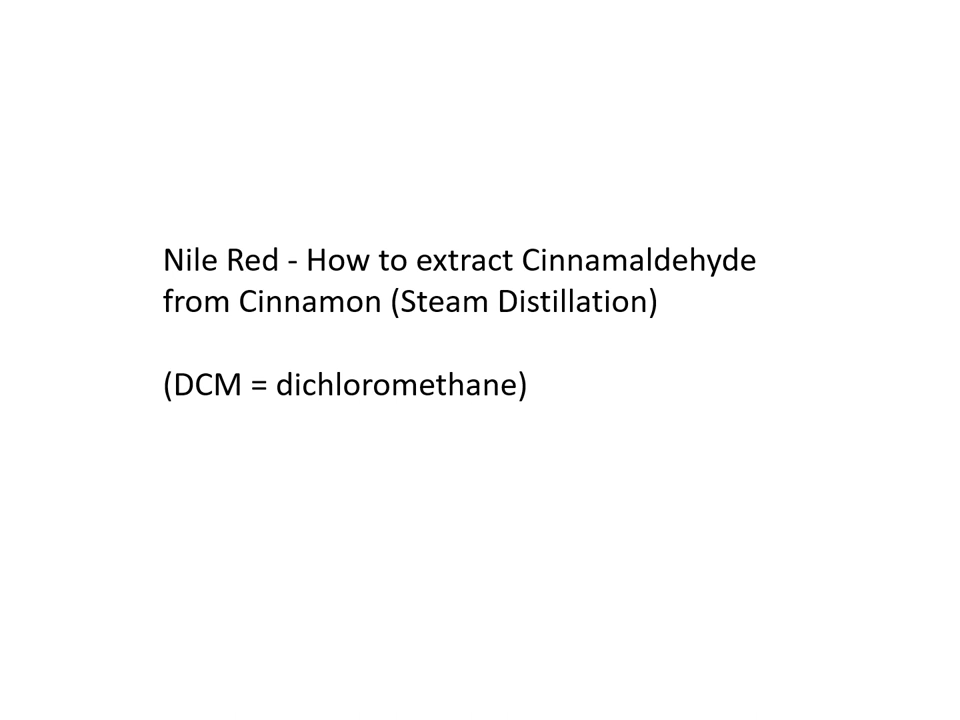 Nile Red - How to extract Cinnamaldehyde
from Cinnamon (Steam Distillation)
(DCM = dichloromethane)